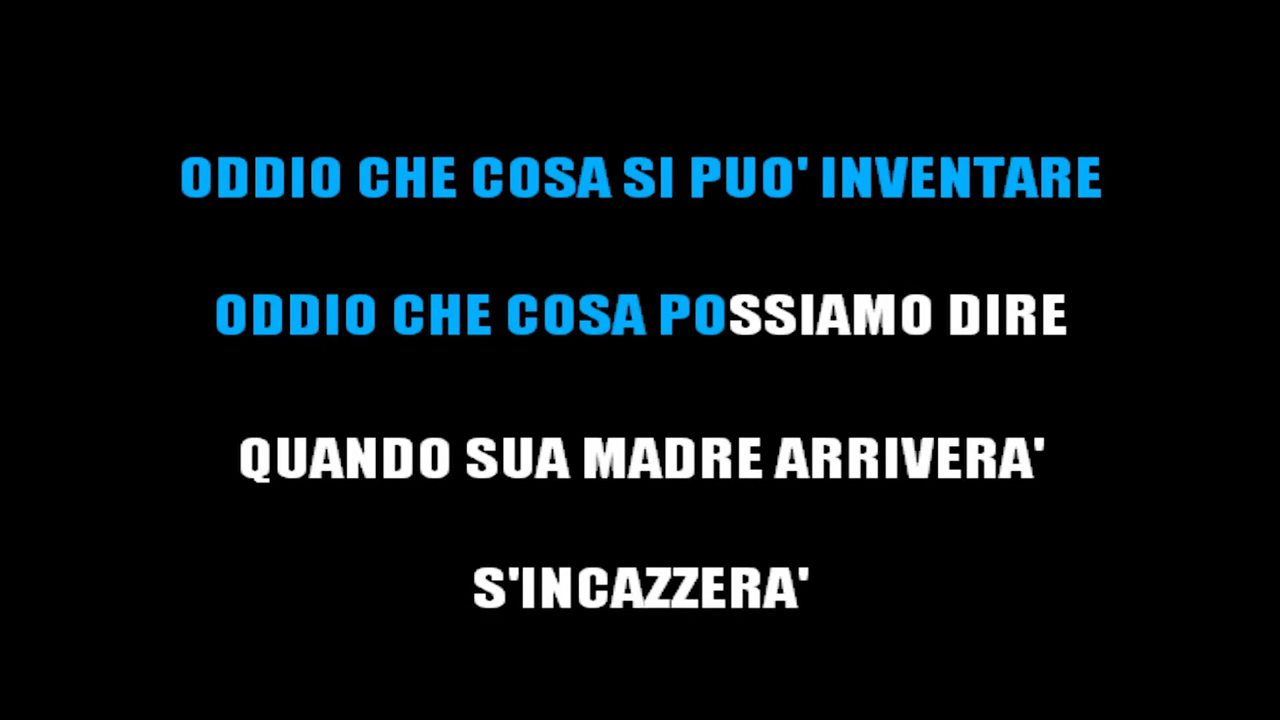 ODDIO CHE COSA SI PUO' INVENTARE
ODDIO CHE COSA POSSIAMO DIRE
QUANDO SUA MADRE ARRIVERA'
S'INCAZZERA'